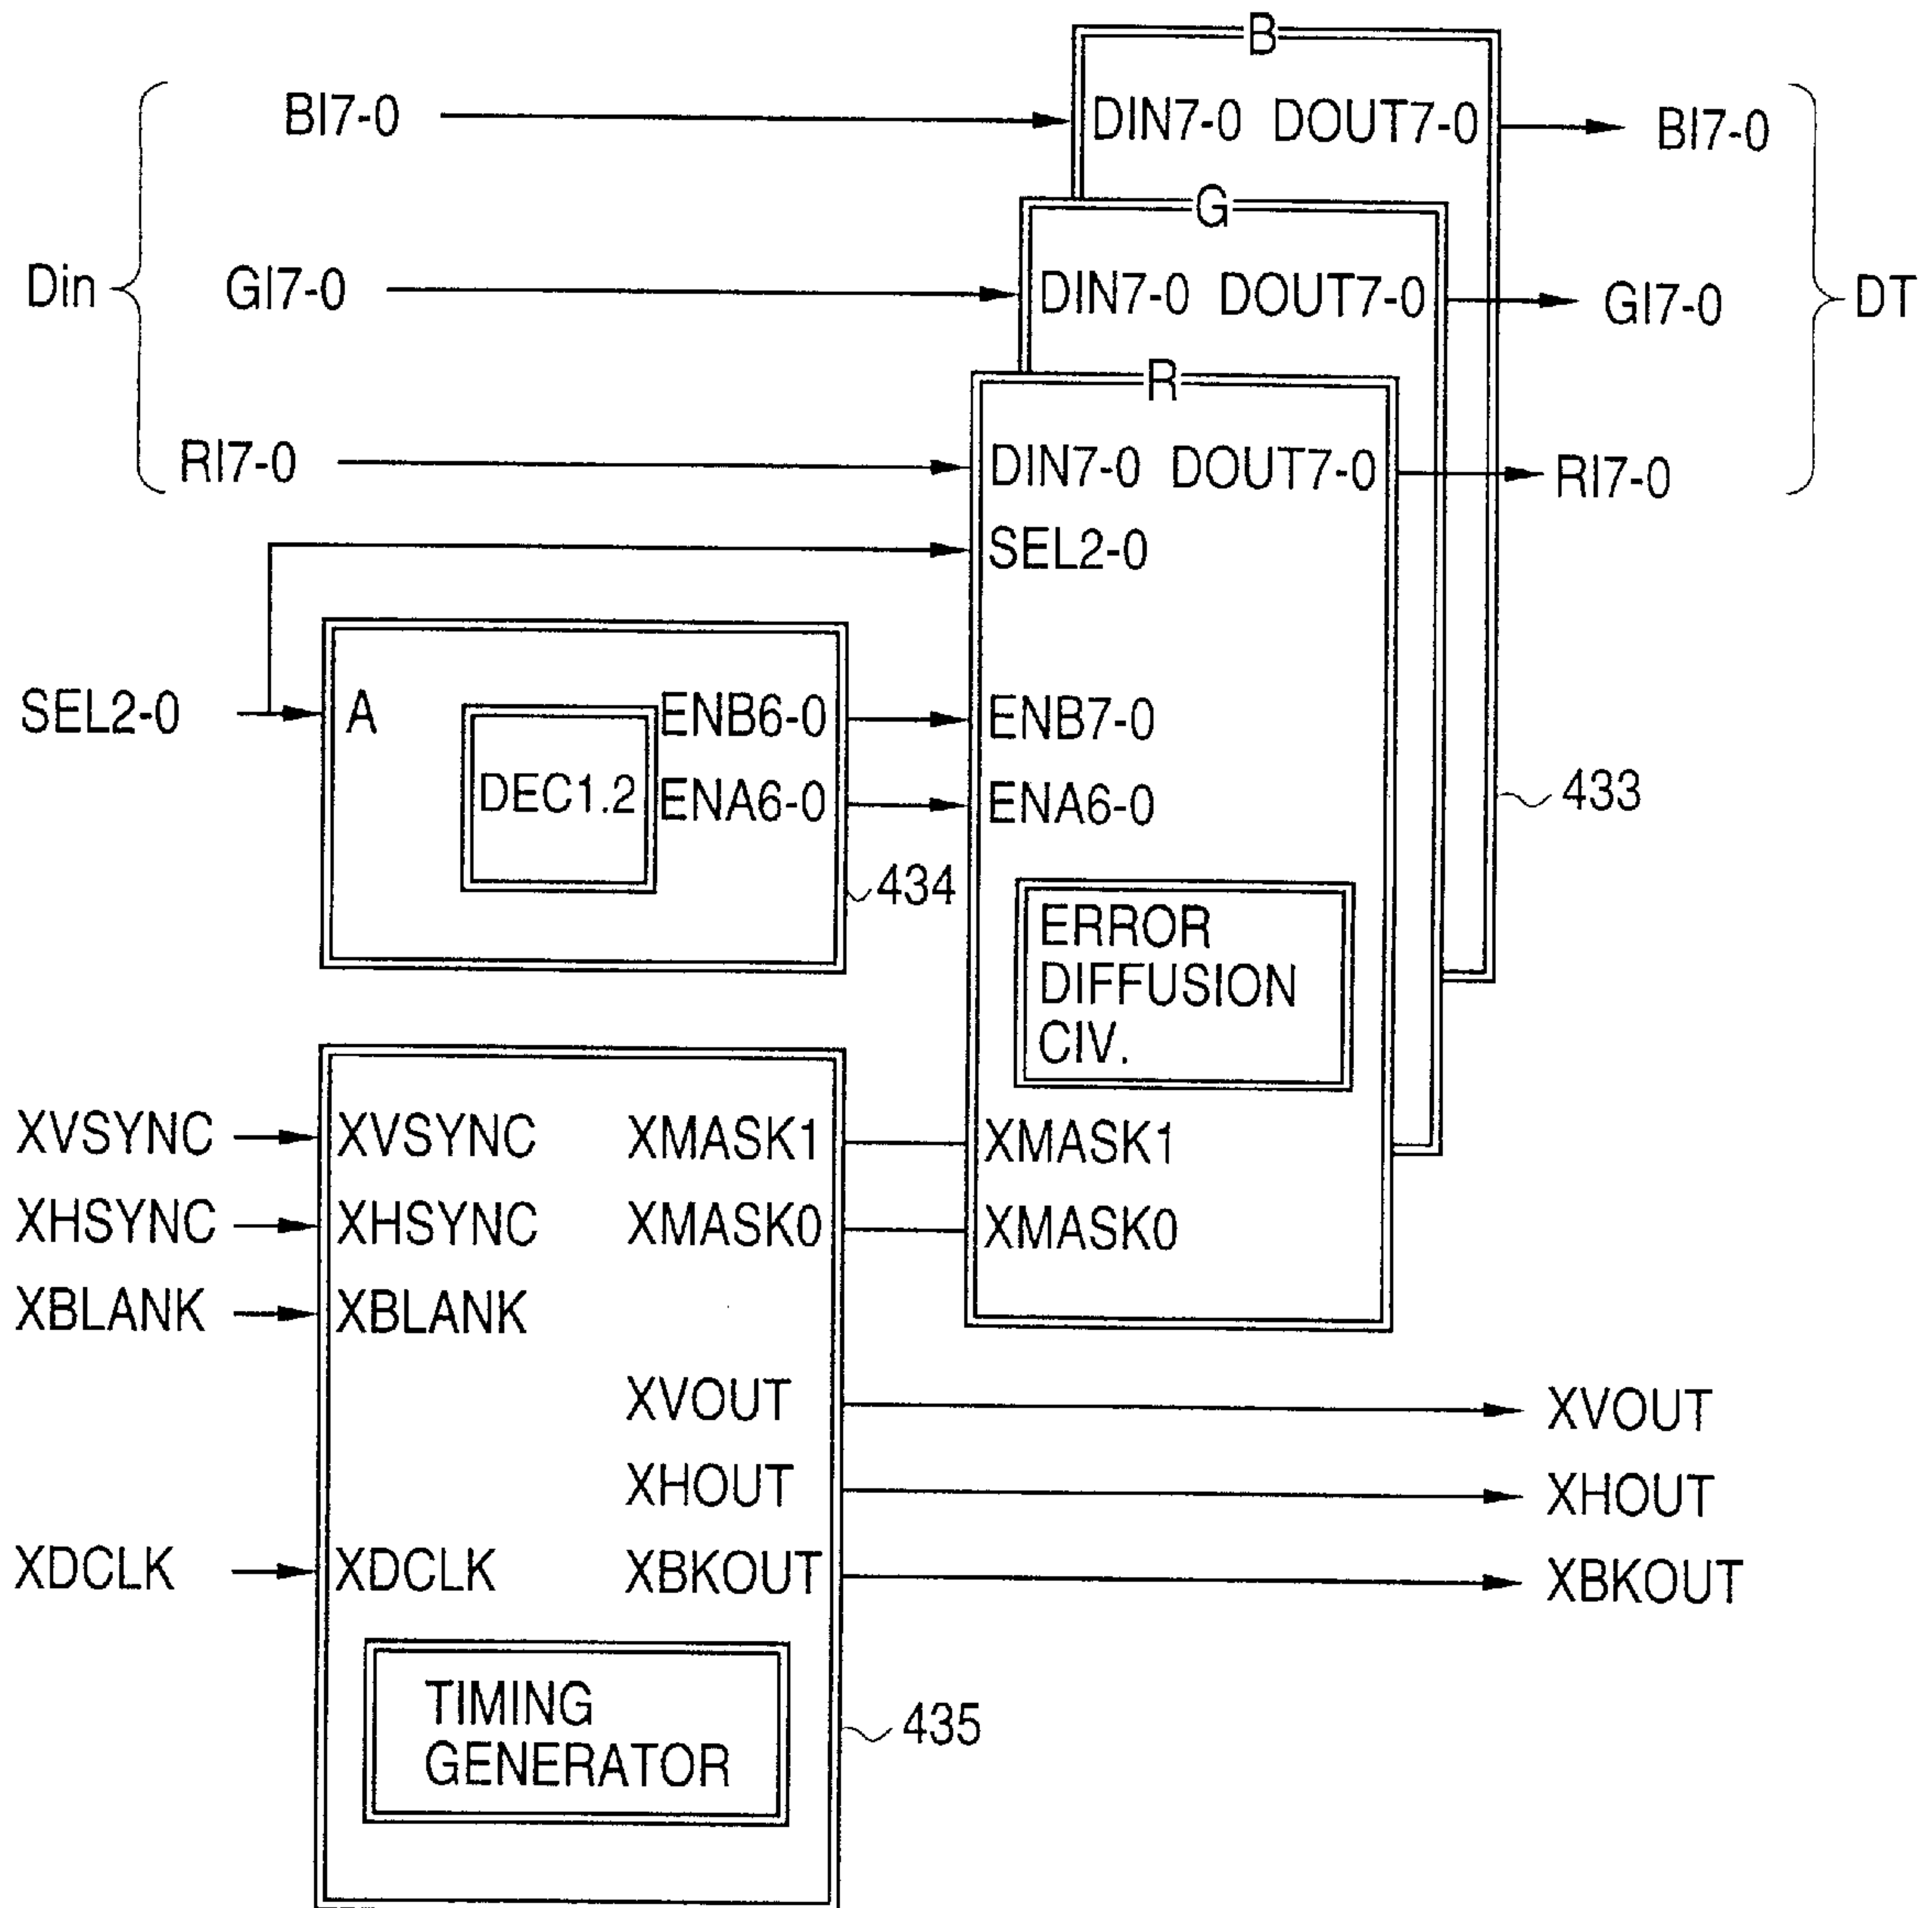 B
BI7-0 DIN7-0 DOUT7-0 BI7-0
G
Din GI7-0 DIN7-0 DOUT7-0 GI7-0 DT
R
RI7-0 DIN7-0 DOUT7-0 RI7-0
SEL2-0
SEL2-0 A ENB6-0 ENB7-0
DEC1.2 ENA6-0 ENA6-0 433
434
ERROR
DIFFUSION
CIV.
XVSYNC XVSYNC XMASK1 XMASK1
XHSYNC XHSYNC XMASK0 XMASK0
XBLANK XBLANK
XVOUT XVOUT
XHOUT XHOUT
XDCLK XDCLK XBKOUT XBKOUT
TIMING
GENERATOR
435